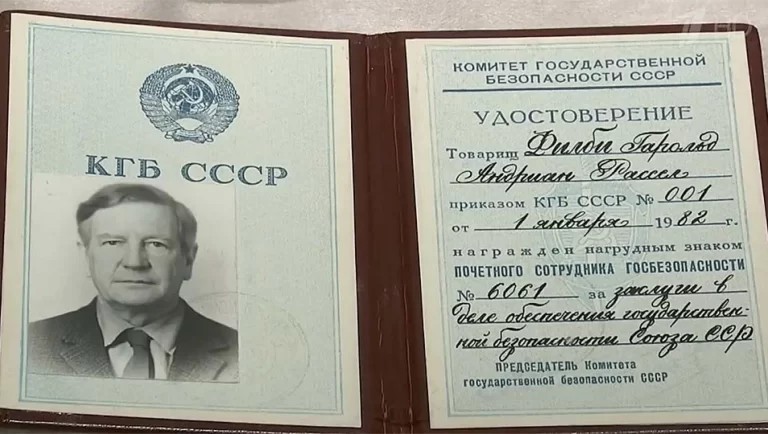 КГБ СССР
КОМИТЕТ ГОСУДАРСТВЕННОЙ
БЕЗОПАСНОСТИ СССР
УДОСТОВЕРЕНИЕ
Товарищ Филби Гарольд
Андриан Рассел
приказом КГБ СССР № 001
от 1 января 1982 г.
награжден нагрудным знаком
ПОЧЕТНОГО СОТРУДНИКА ГОСБЕЗОПАСНОСТИ
№ 6061 за заслуги в
деле обеспечения государствен-
ной безопасности Союза ССР
ПРЕДСЕДАТЕЛЬ Комитета
государственной безопасности СССР